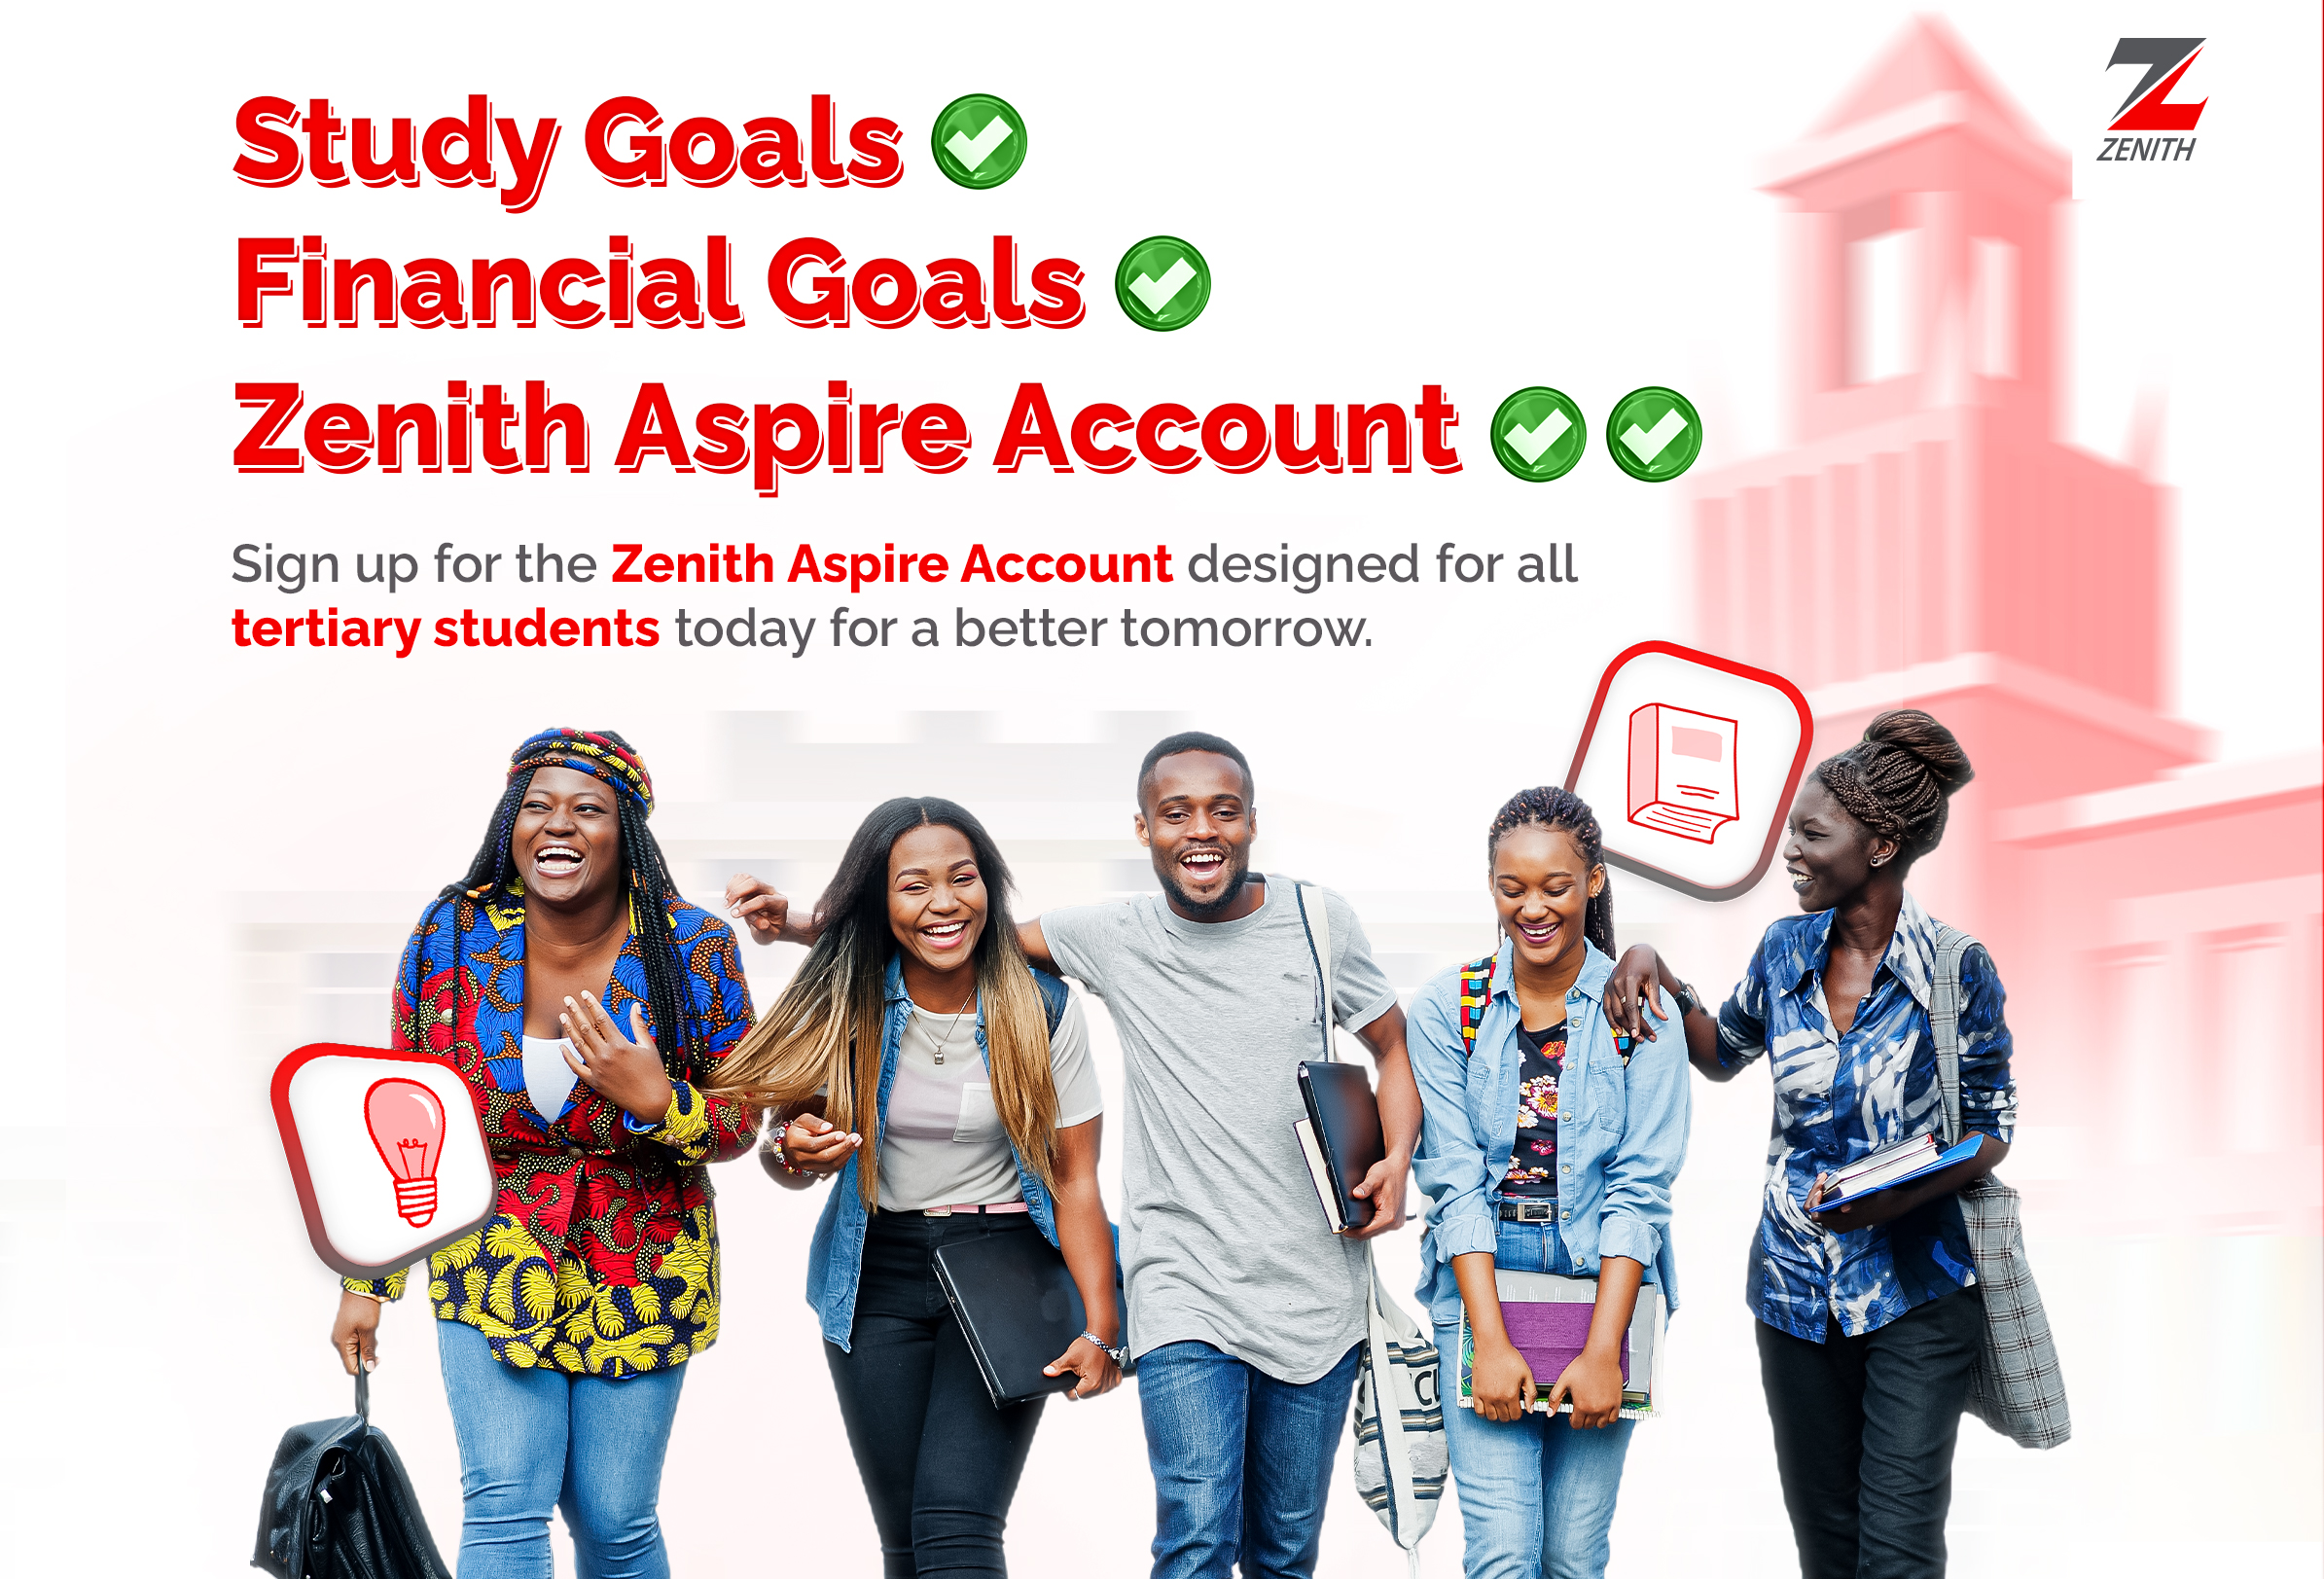 Study Goals
Financial Goals
Zenith Aspire Account
Sign up for the Zenith Aspire Account designed for all
tertiary students today for a better tomorrow.
ZENITH